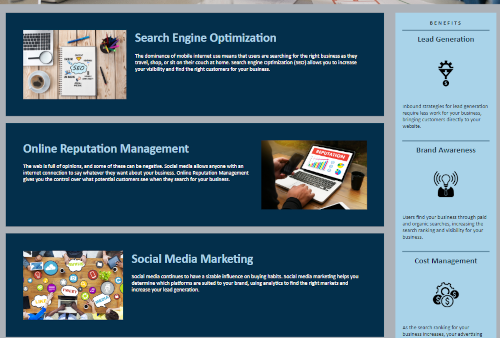 Search Engine Optimization
The dominance of mobile internet use means that users are searching for the right business as they
travel, shop, or sit on their couch at home. Search Engine Optimization (SEO) allows you to increase
your visibility and find the right customers for your business.
SEO
Online Reputation Management
The web is full of opinions, and some of these can be negative. Social media allows anyone with an
internet connection to say whatever they want about your business. Online Reputation Management
gives you the control over what potential customers see when they search for your business.
REPUTATION
Social Media Marketing
Social media continues to have a sizable influence on buying habits. Social media marketing helps you
determine which platforms are suited to your brand, using analytics to find the right markets and
increase your lead generation.
BENEFITS
Lead Generation
Inbound strategies for lead generation
require less work for your business,
bringing customers directly to your
website.
Brand Awareness
Users find your business through paid
and organic searches, increasing the
search ranking and visibility for your
business.
Cost Management
As the search ranking for your
business increases, your advertising